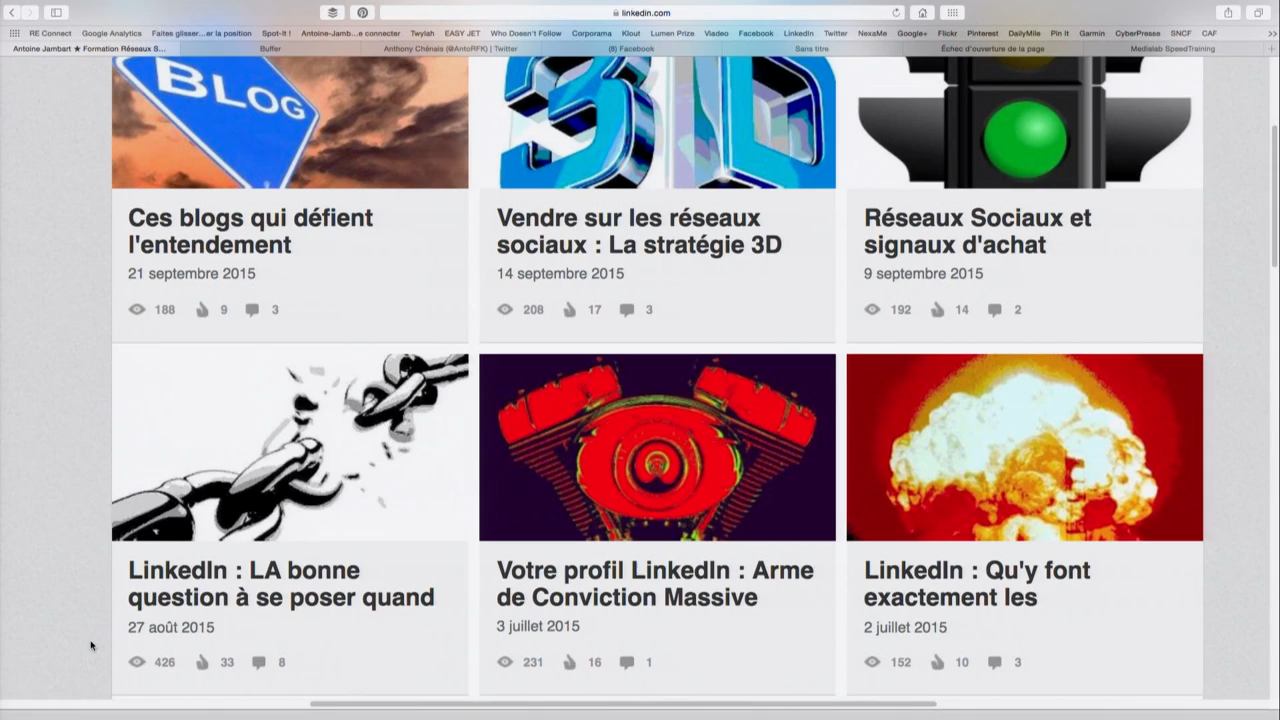 linkedin.com
RE Connect Google Analytics Faites glisser...er la position Spot-It ! Antoine-Jamb...e connecter Twylah EASY JET Who Doesn't Follow Corporama Klout Lumen Prize Viadeo Facebook LinkedIn Twitter NexaMe Google+ Flickr Pinterest DailyMile Pin It Garmin CyberPresse SNCF CAF
Antoine Jambart ★ Formation Réseaux S... Buffer Anthony Chénais (@AntoRFK) | Twitter (8) Facebook Sans titre Échec d'ouverture de la page Medialab SpeedTraining
BLOG
3D
Ces blogs qui défient
l'entendement
21 septembre 2015
188 9 3
Vendre sur les réseaux
sociaux : La stratégie 3D
14 septembre 2015
208 17 3
Réseaux Sociaux et
signaux d'achat
9 septembre 2015
192 14 2
LinkedIn : LA bonne
question à se poser quand
27 août 2015
426 33 8
Votre profil LinkedIn : Arme
de Conviction Massive
3 juillet 2015
231 16 1
LinkedIn : Qu'y font
exactement les
2 juillet 2015
152 10 3